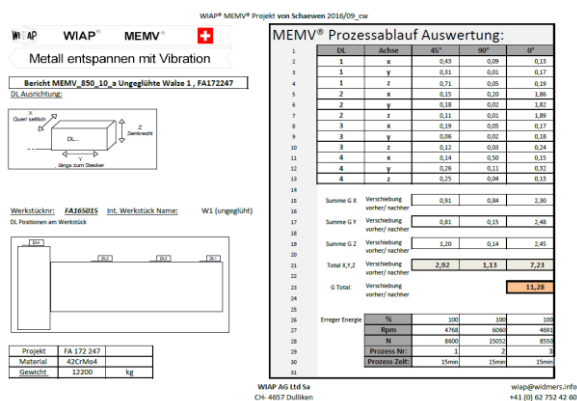 WIAP® MEMV® Projekt von Schaewen 2016/09_cw
WIAP WIAP® MEMV®
Metall entspannen mit Vibration
Bericht MEMV_850_10_a Ungeglühte Walze 1 , FA172247
DL Ausrichtung:
X
Quer/ seitlich
Z
Senkrecht
DL...
Y
längs zum Stecker
Werkstücknr: FA165015 Int. Werkstück Name: W1 (ungeglüht)
DL Positionen am Werkstück
DL4 DL3 DL2 DL1
Projekt FA 172 247
Material 42CrMo4
Gewicht 12200 kg
MEMV® Prozessablauf Auswertung:
1 DL Achse 45° 90° 0°
2 1 x 0,43 0,09 0,13
3 1 y 0,31 0,01 0,17
4 1 z 0,71 0,05 0,19
5 2 x 0,15 0,20 1,86
6 2 y 0,18 0,02 1,82
7 2 z 0,11 0,01 1,89
8 3 x 0,19 0,05 0,17
9 3 y 0,06 0,02 0,18
10 3 z 0,12 0,03 0,24
11 4 x 0,14 0,50 0,15
12 4 y 0,26 0,11 0,32
13 4 z 0,25 0,04 0,13
14
15 Summe G X Verschiebung vorher/ nachher 0,91 0,84 2,30
16
17 Summe G Y Verschiebung vorher/ nachher 0,81 0,15 2,48
18
19 Summe G Z Verschiebung vorher/ nachher 1,20 0,14 2,45
20
21 Total X,Y,Z Verschiebung vorher/ nachher 2,92 1,13 7,23
22
23 G Total: Verschiebung vorher/ nachher 11,28
24
25
26 Erreger Energie % 100 100 100
27 Rpm 4768 6060 4691
28 N 8600 15052 8550
29 Prozess Nr: 1 2 3
30 Prozess Zeit: 15min 15min 15min
31
WIAP AG Ltd Sa wiap@widmers.info
CH- 4657 Dulliken +41 (0) 62 752 42 60